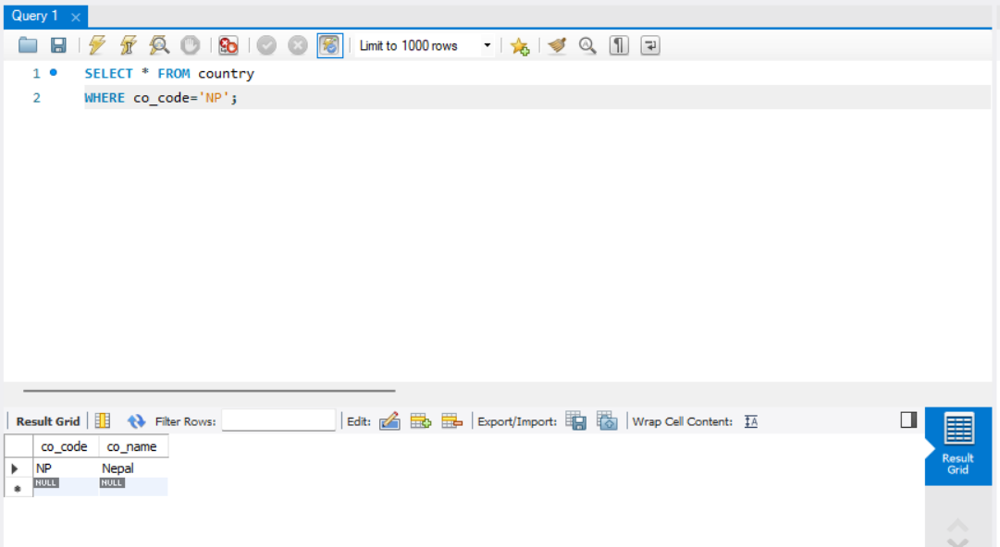 Query 1
Limit to 1000 rows
1 SELECT * FROM country
2 WHERE co_code='NP';
Result Grid Filter Rows: Edit: Export/Import: Wrap Cell Content:
co_code co_name
NP Nepal
NULL NULL
Result
Grid